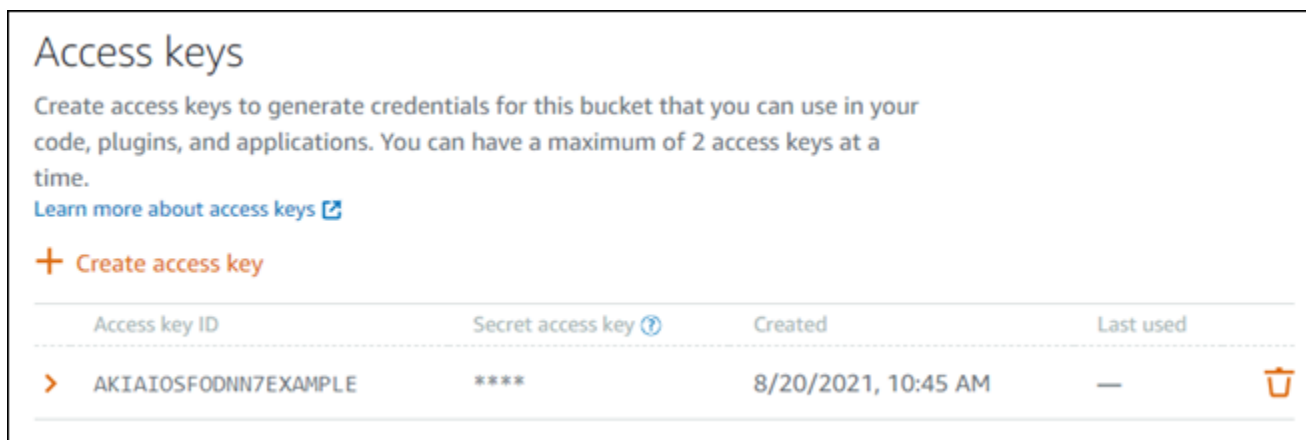 Access keys
Create access keys to generate credentials for this bucket that you can use in your
code, plugins, and applications. You can have a maximum of 2 access keys at a
time.
Learn more about access keys
+ Create access key
Access key ID Secret access key ? Created Last used
> AKIAIOSFODNN7EXAMPLE **** 8/20/2021, 10:45 AM —